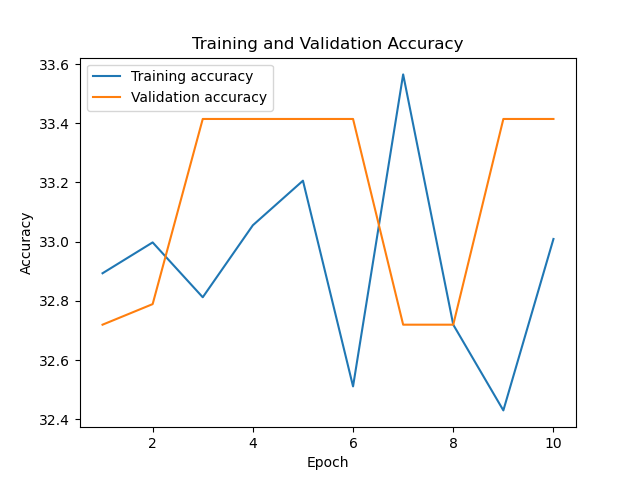 Training and Validation Accuracy
Training accuracy
Validation accuracy
33.6
33.4
33.2
33.0
32.8
32.6
32.4
Accuracy
2 4 6 8 10
Epoch